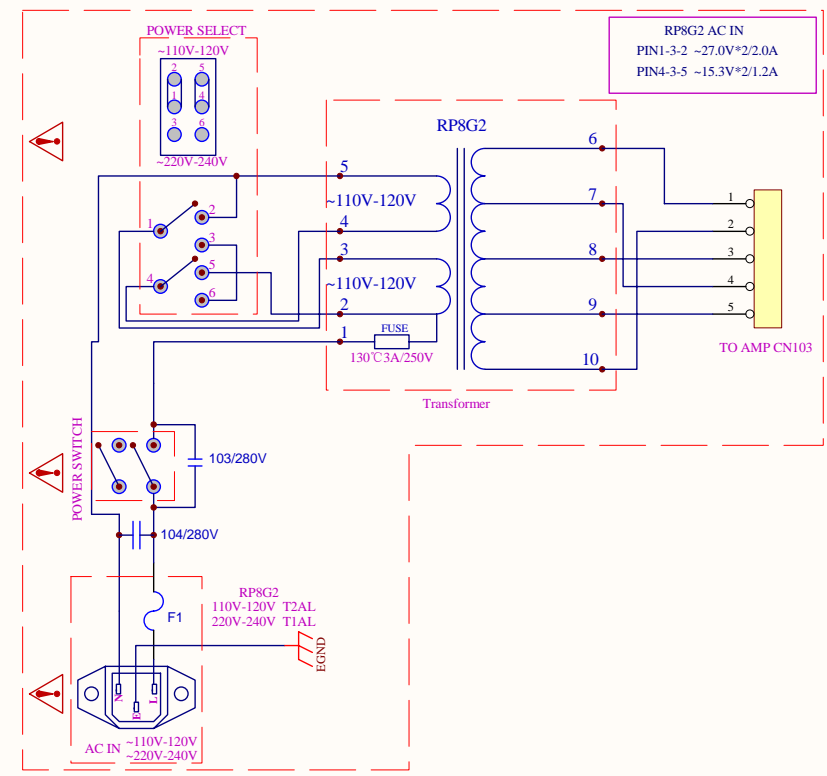 POWER SELECT
~110V-120V
2 5
1 4
3 6
~220V-240V
RP8G2 AC IN
PIN1-3-2 ~27.0V*2/2.0A
PIN4-3-5 ~15.3V*2/1.2A
RP8G2
5
~110V-120V
4
3
~110V-120V
2
1
FUSE
130℃ 3A/250V
Transformer
6
7
8
9
10
1
2
3
4
5
TO AMP CN103
1
2
3
4
5
6
POWER SWITCH
103/280V
104/280V
F1
RP8G2
110V-120V T2AL
220V-240V T1AL
EGND
N
E
L
AC IN
~110V-120V
~220V-240V